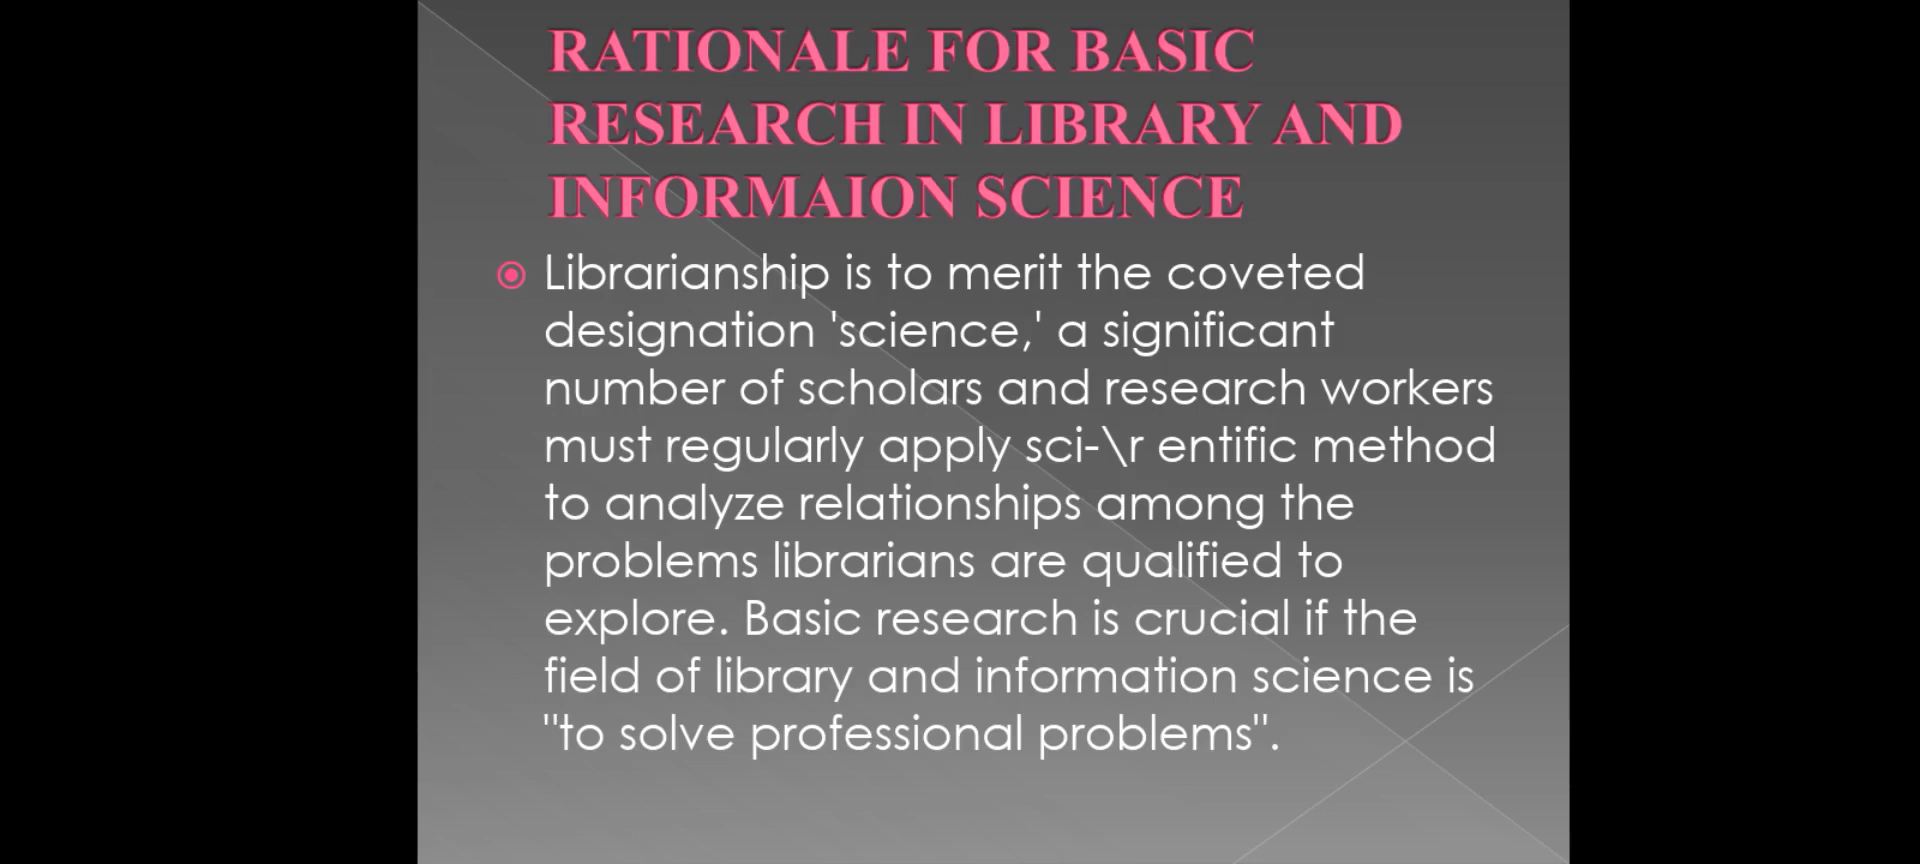 RATIONALE FOR BASIC
RESEARCH IN LIBRARY AND
INFORMAION SCIENCE
Librarianship is to merit the coveted
designation 'science,' a significant
number of scholars and research workers
must regularly apply sci-\r entific method
to analyze relationships among the
problems librarians are qualified to
explore. Basic research is crucial if the
field of library and information science is
"to solve professional problems".